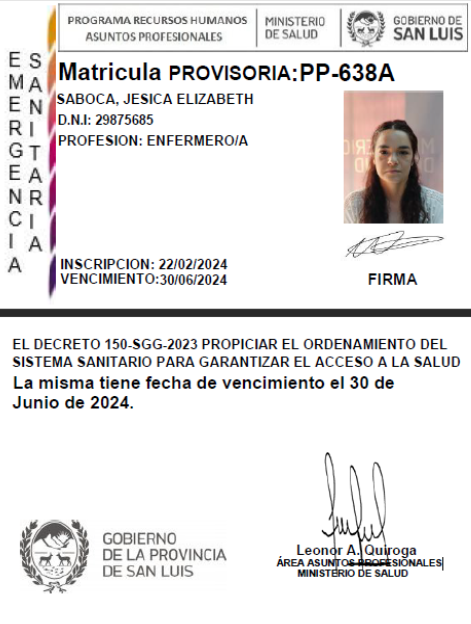 PROGRAMA RECURSOS HUMANOS
ASUNTOS PROFESIONALES
MINISTERIO
DE SALUD
GOBIERNO DE
SAN LUIS
EMERGENCIA
SANITARIA
Matricula PROVISORIA:PP-638A
SABOCA, JESICA ELIZABETH
D.N.I: 29875685
PROFESION: ENFERMERO/A
INSCRIPCION: 22/02/2024
VENCIMIENTO:30/06/2024
FIRMA
EL DECRETO 150-SGG-2023 PROPICIAR EL ORDENAMIENTO DEL
SISTEMA SANITARIO PARA GARANTIZAR EL ACCESO A LA SALUD
La misma tiene fecha de vencimiento el 30 de
Junio de 2024.
GOBIERNO
DE LA PROVINCIA
DE SAN LUIS
Leonor A. Quiroga
ÁREA ASUNTOS PROFESIONALES
MINISTERIO DE SALUD